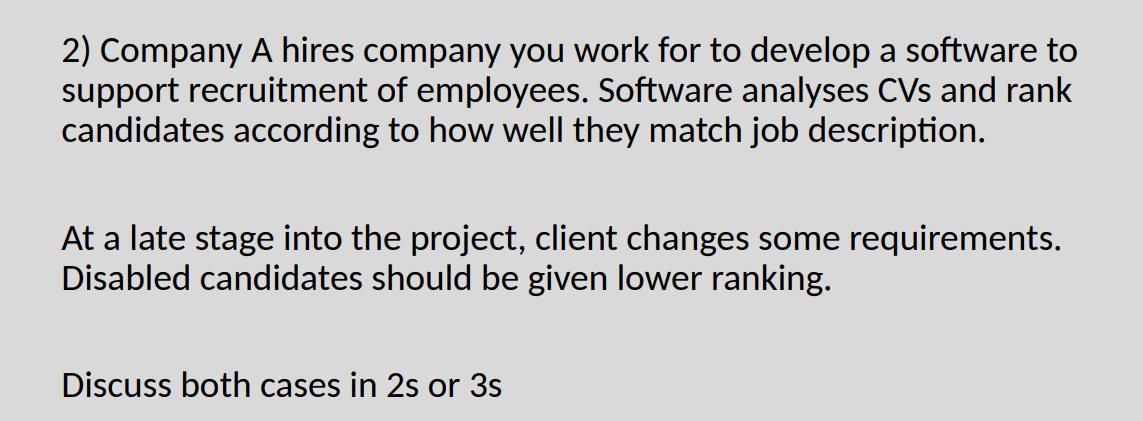 2) Company A hires company you work for to develop a software to
support recruitment of employees. Software analyses CVs and rank
candidates according to how well they match job description.
At a late stage into the project, client changes some requirements.
Disabled candidates should be given lower ranking.
Discuss both cases in 2s or 3s